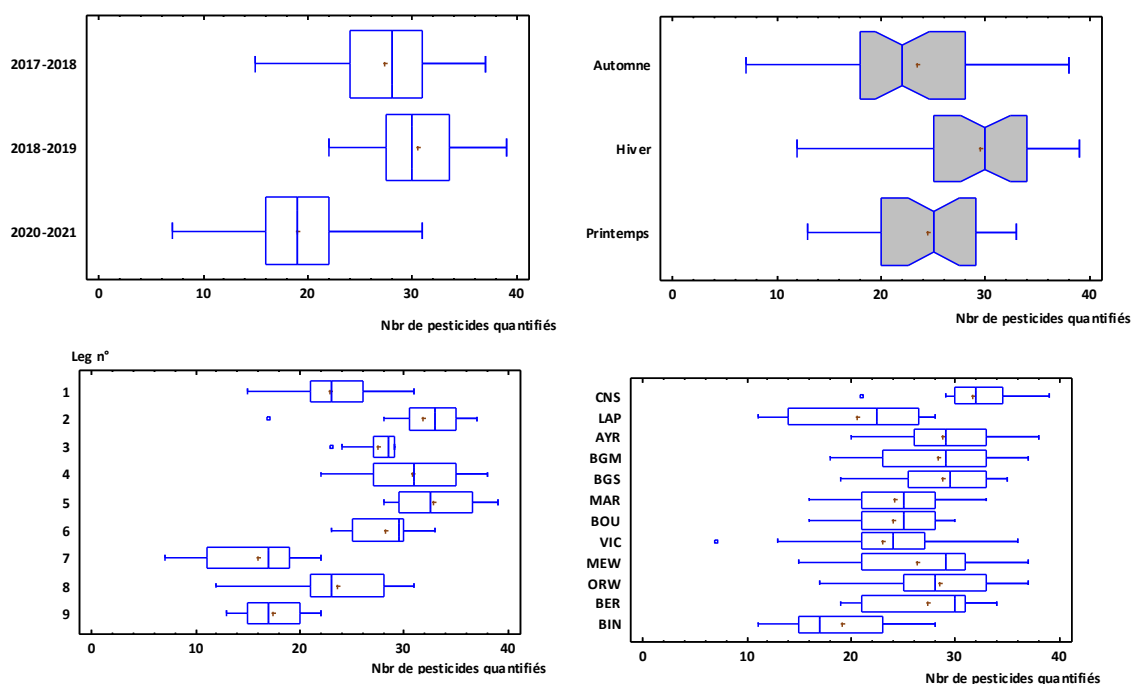 2017-2018
2018-2019
2020-2021
0 10 20 30 40
Nbr de pesticides quantifiés
Automne
Hiver
Printemps
0 10 20 30 40
Nbr de pesticides quantifiés
Leg n°
1
2
3
4
5
6
7
8
9
0 10 20 30 40
Nbr de pesticides quantifiés
CNS
LAP
AYR
BGM
BGS
MAR
BOU
VIC
MEW
ORW
BER
BIN
0 10 20 30 40
Nbr de pesticides quantifiés